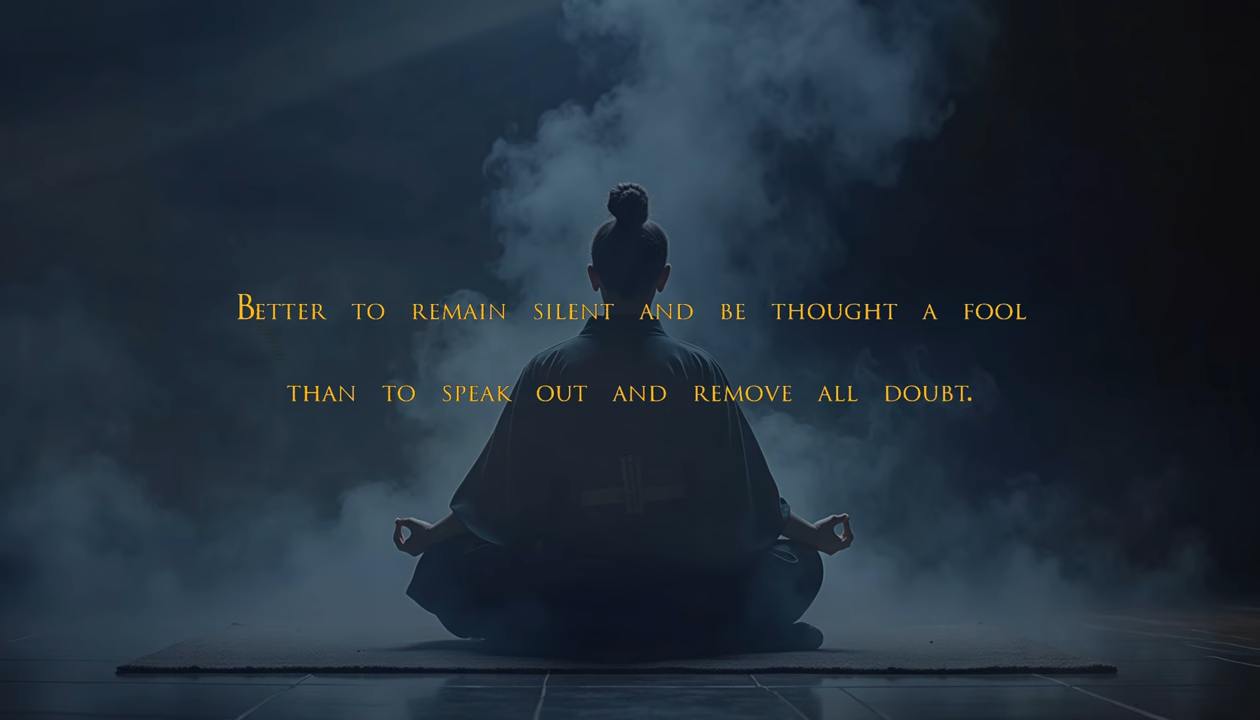 Better to remain silent and be thought a fool
than to speak out and remove all doubt.